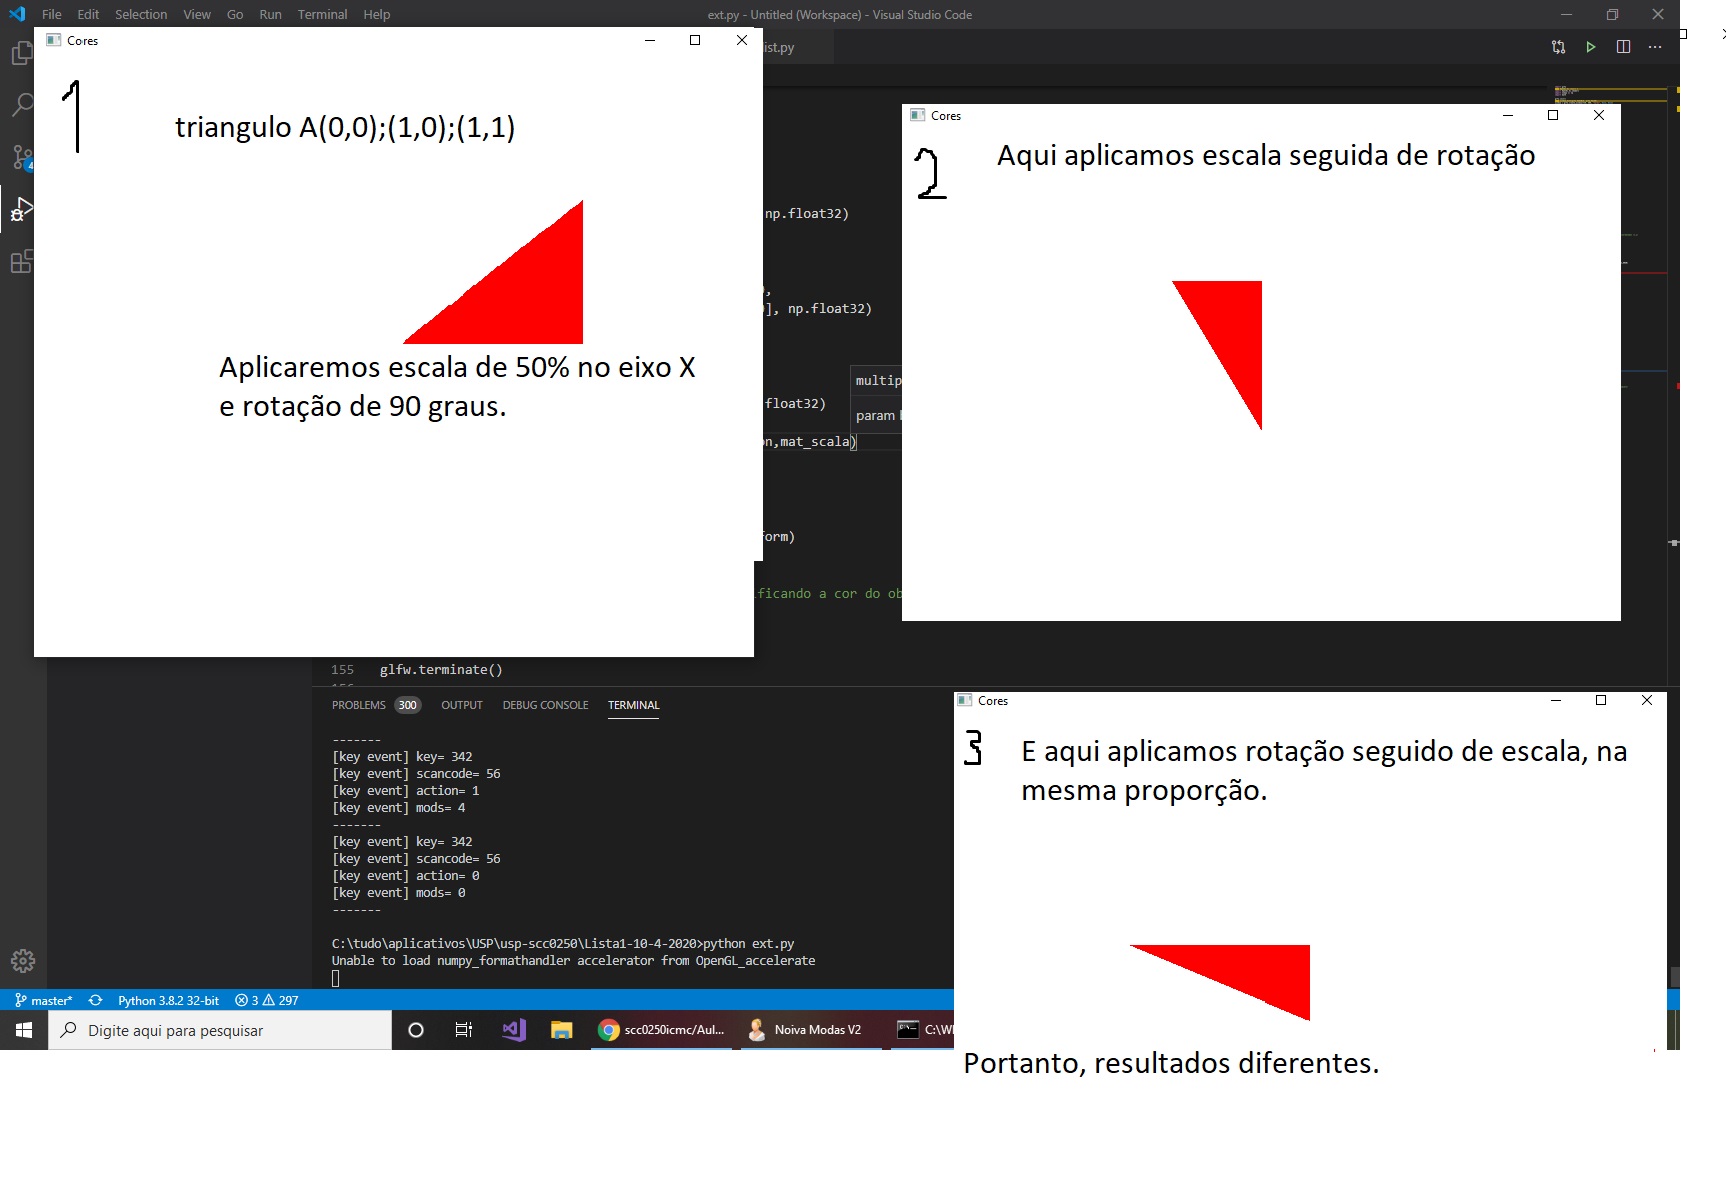 File Edit Selection View Go Run Terminal Help
ext.py - Untitled (Workspace) - Visual Studio Code
Cores
1
triangulo A(0,0);(1,0);(1,1)
Aplicaremos escala de 50% no eixo X
e rotação de 90 graus.
ist.py
np.float32)
], np.float32)
float32)
n,mat_scala)
form)
ficando a cor do ob
multip
param
Cores
2
Aqui aplicamos escala seguida de rotação
155 glfw.terminate()
PROBLEMS 300 OUTPUT DEBUG CONSOLE TERMINAL
-------
[key event] key= 342
[key event] scancode= 56
[key event] action= 1
[key event] mods= 4
-------
[key event] key= 342
[key event] scancode= 56
[key event] action= 0
[key event] mods= 0
-------
C:\tudo\aplicativos\USP\usp-scc0250\Lista1-10-4-2020>python ext.py
Unable to load numpy_formathandler accelerator from OpenGL_accelerate
Cores
3
E aqui aplicamos rotação seguido de escala, na
mesma proporção.
Portanto, resultados diferentes.
master* Python 3.8.2 32-bit 3 297
Digite aqui para pesquisar
scc0250icmc/Aul...
Noiva Modas V2
C:\WI